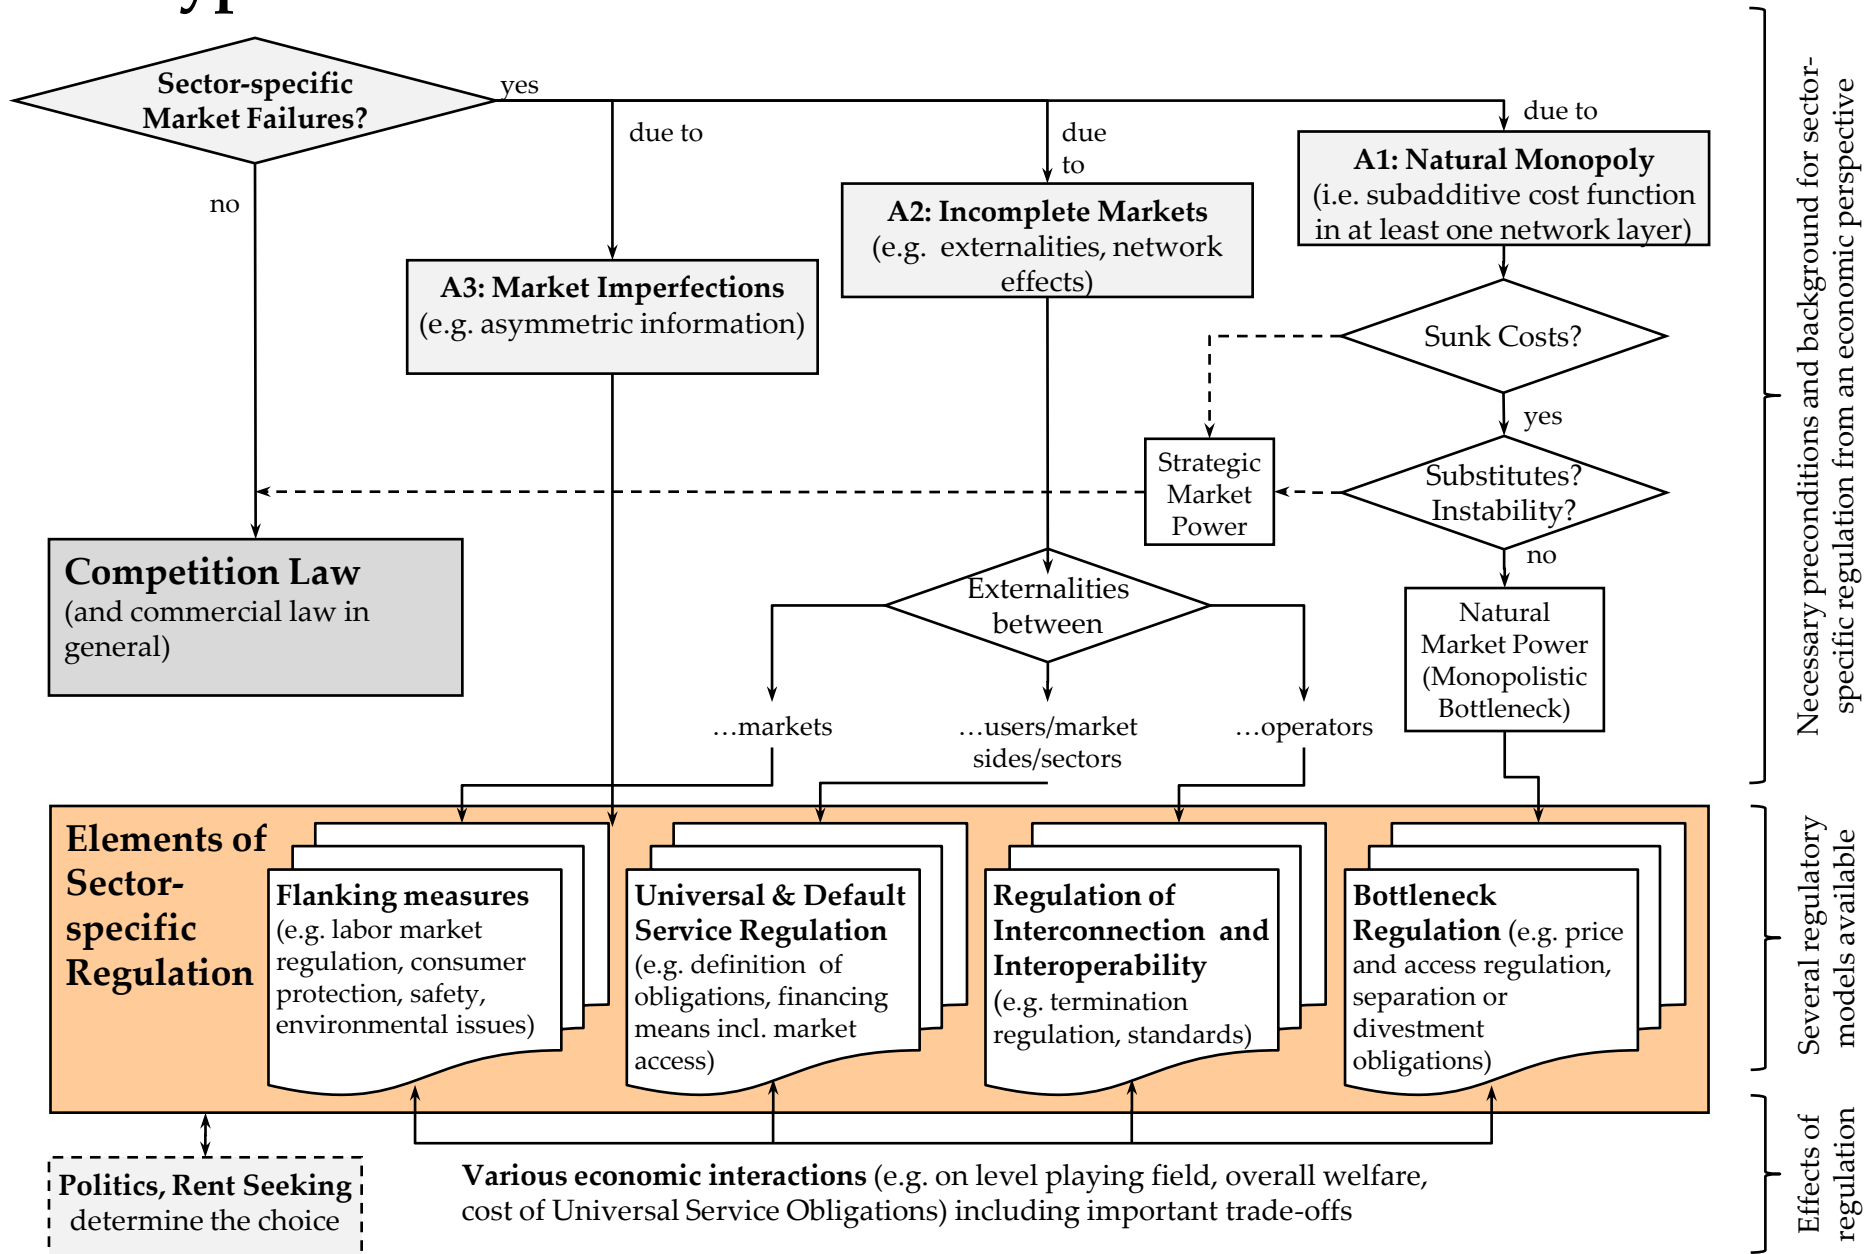 Sector-specific
Market Failures?
yes
no
due to
due
to
due to
A1: Natural Monopoly
(i.e. subadditive cost function
in at least one network layer)
A2: Incomplete Markets
(e.g. externalities, network
effects)
A3: Market Imperfections
(e.g. asymmetric information)
Sunk Costs?
yes
Strategic
Market
Power
Substitutes?
Instability?
no
Competition Law
(and commercial law in
general)
Externalities
between
Natural
Market Power
(Monopolistic
Bottleneck)
…markets
…users/market
sides/sectors
…operators
Necessary preconditions and background for sector-
specific regulation from an economic perspective
Elements of
Sector-
specific
Regulation
Flanking measures
(e.g. labor market
regulation, consumer
protection, safety,
environmental issues)
Universal & Default
Service Regulation
(e.g. definition of
obligations, financing
means incl. market
access)
Regulation of
Interconnection and
Interoperability
(e.g. termination
regulation, standards)
Bottleneck
Regulation (e.g. price
and access regulation,
separation or
divestment
obligations)
Several regulatory
models available
Politics, Rent Seeking
determine the choice
Various economic interactions (e.g. on level playing field, overall welfare,
cost of Universal Service Obligations) including important trade-offs
Effects of
regulation